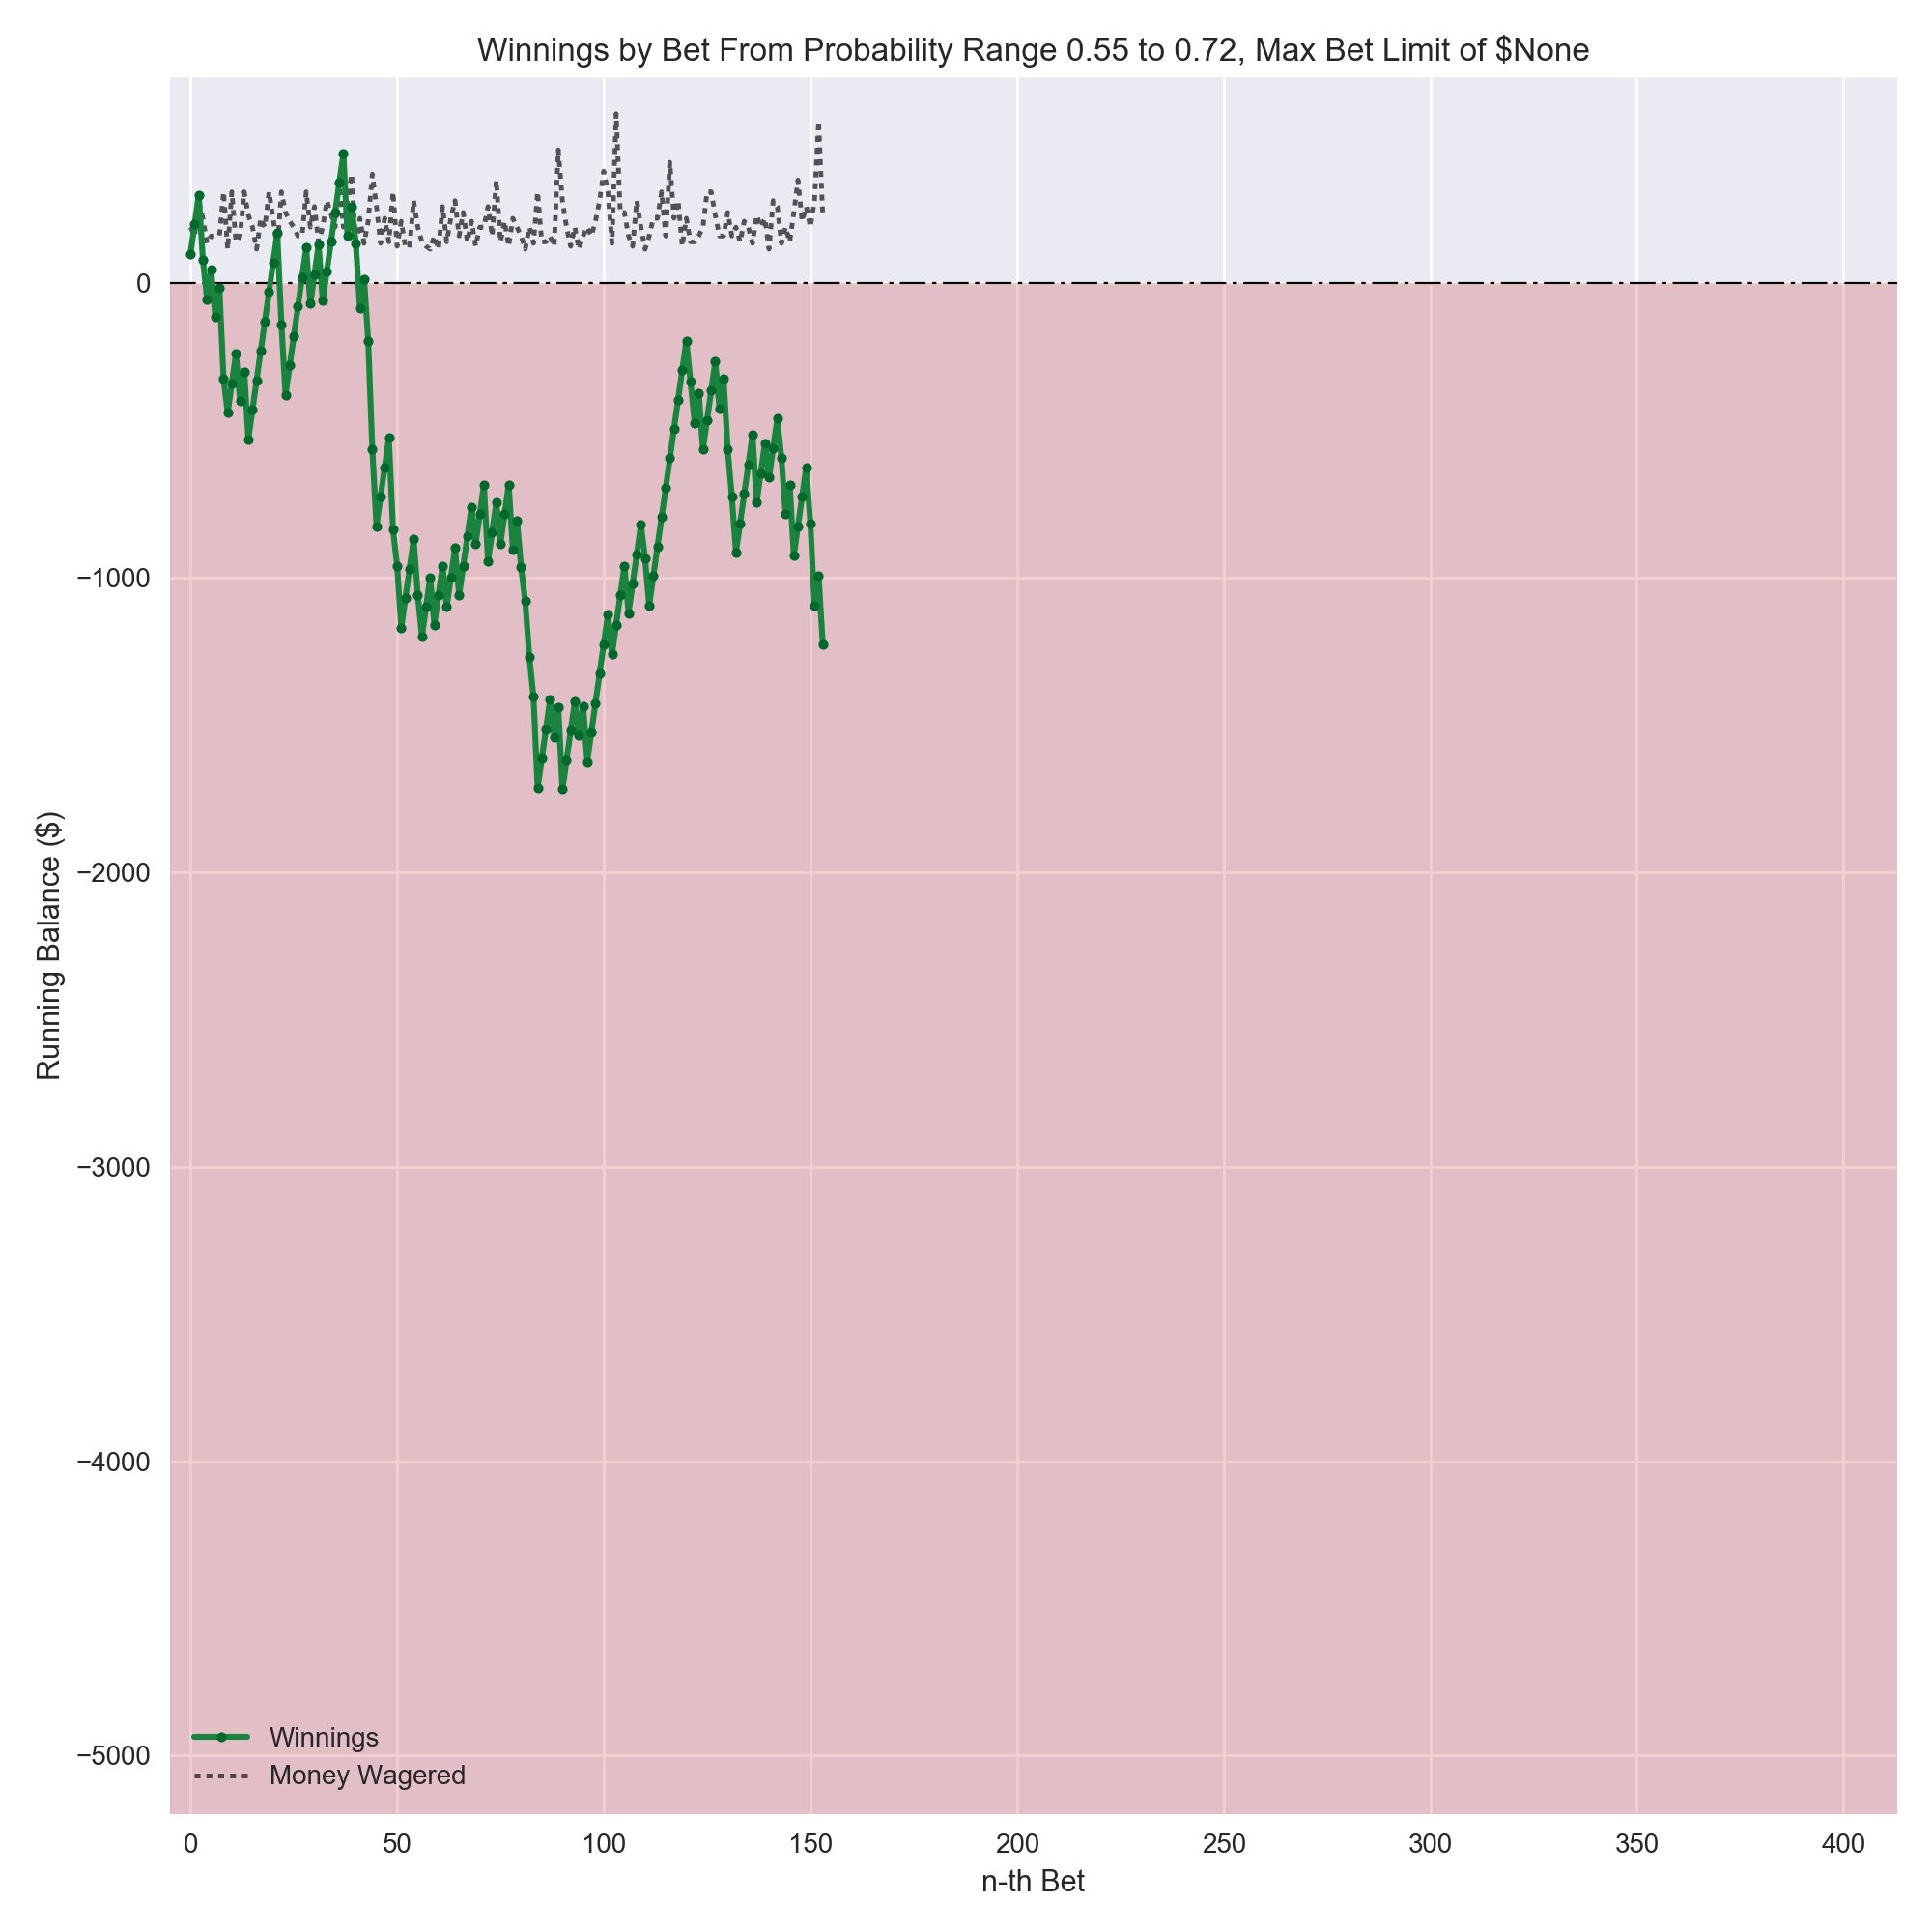 Winnings by Bet From Probability Range 0.55 to 0.72, Max Bet Limit of $None
Running Balance ($)
0
−1000
−2000
−3000
−4000
−5000
Winnings
Money Wagered
0 50 100 150 200 250 300 350 400
n-th Bet